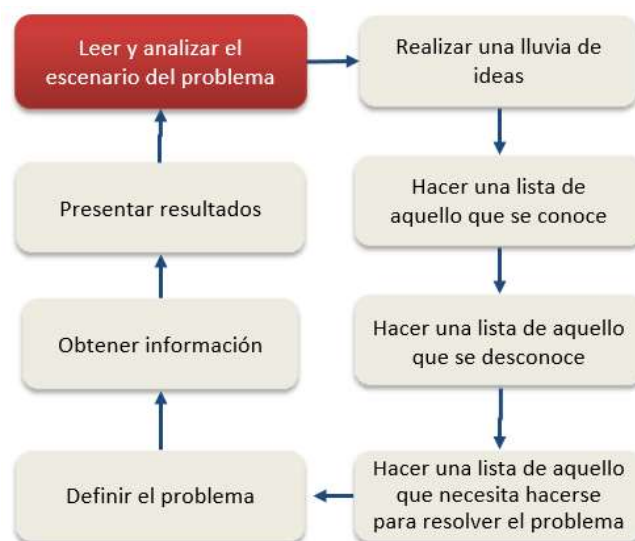 Leer y analizar el
escenario del problema
Realizar una lluvia de
ideas
Hacer una lista de
aquello que se conoce
Hacer una lista de aquello
que se desconoce
Hacer una lista de aquello
que necesita hacerse
para resolver el problema
Definir el problema
Obtener información
Presentar resultados